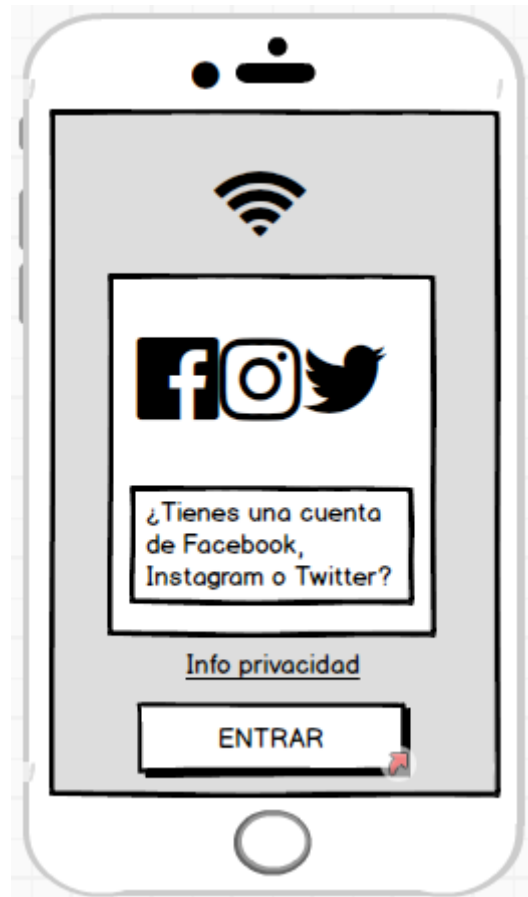 ¿Tienes una cuenta
de Facebook,
Instagram o Twitter?
Info privacidad
ENTRAR